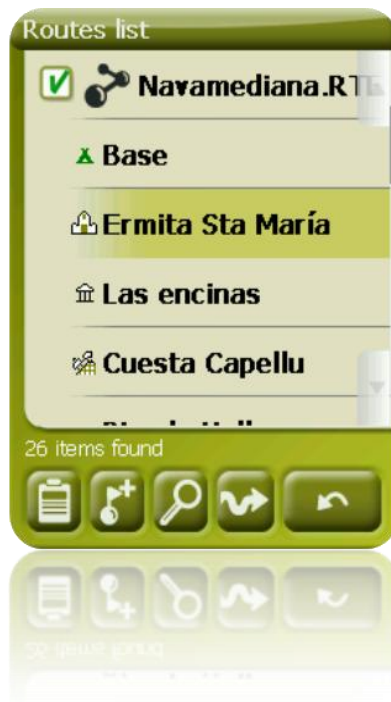 Routes list
Navamediana.RT
Base
Ermita Sta María
Las encinas
Cuesta Capellu
26 items found